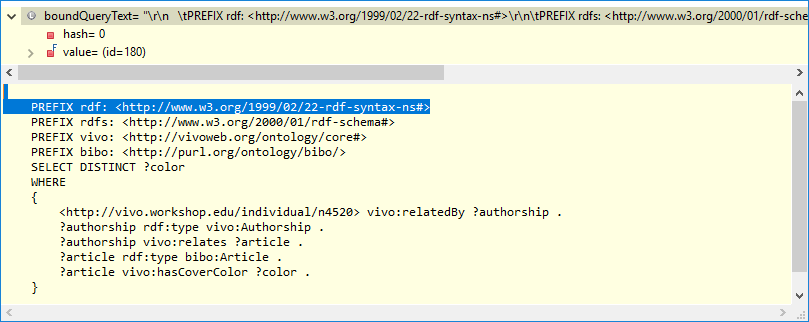 boundQueryText= "\r\n   \tPREFIX rdf: <http://www.w3.org/1999/02/22-rdf-syntax-ns#>\r\n\tPREFIX rdfs: <http://www.w3.org/2000/01/rdf-sche
hash= 0
value= (id=180)
PREFIX rdf: <http://www.w3.org/1999/02/22-rdf-syntax-ns#>
PREFIX rdfs: <http://www.w3.org/2000/01/rdf-schema#>
PREFIX vivo: <http://vivoweb.org/ontology/core#>
PREFIX bibo: <http://purl.org/ontology/bibo/>
SELECT DISTINCT ?color
WHERE
{
    <http://vivo.workshop.edu/individual/n4520> vivo:relatedBy ?authorship .
    ?authorship rdf:type vivo:Authorship .
    ?authorship vivo:relates ?article .
    ?article rdf:type bibo:Article .
    ?article vivo:hasCoverColor ?color .
}